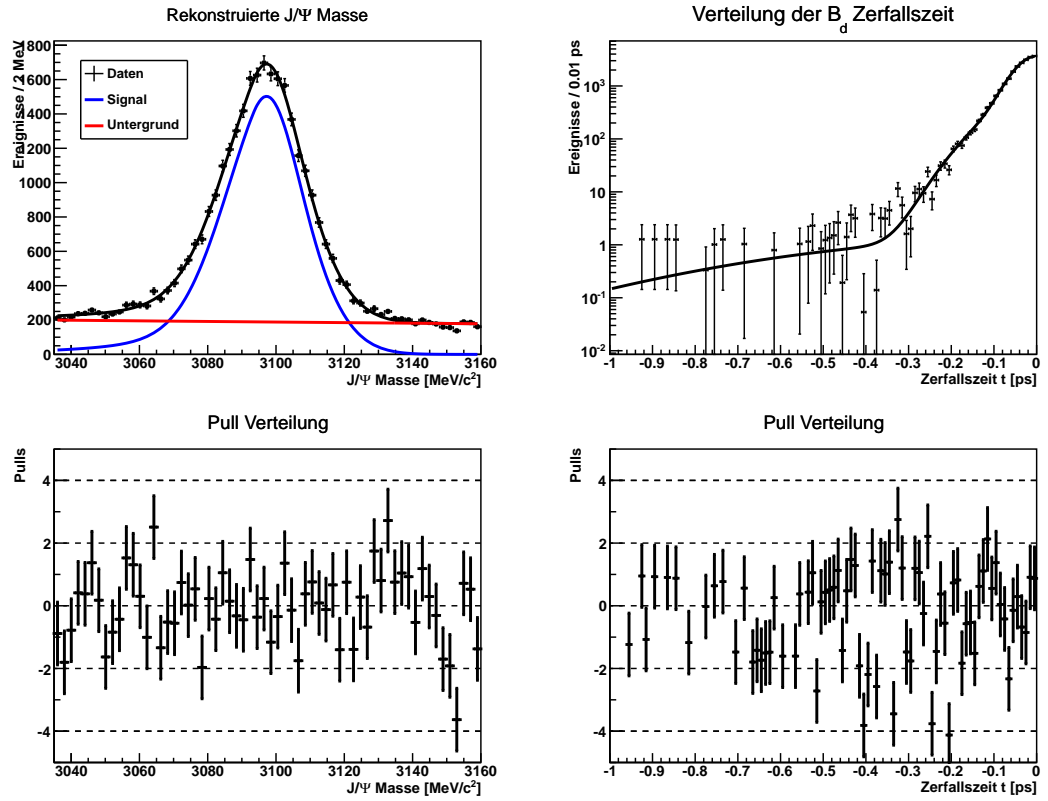 Rekonstruierte J/Ψ Masse
Ereignisse / 2 MeV
1800
1600
1400
1200
1000
800
600
400
200
0
Daten
Signal
Untergrund
3040 3060 3080 3100 3120 3140 3160
J/Ψ Masse [MeV/c²]
Verteilung der B_d Zerfallszeit
Ereignisse / 0.01 ps
10³
10²
10
1
10⁻¹
10⁻²
-1 -0.9 -0.8 -0.7 -0.6 -0.5 -0.4 -0.3 -0.2 -0.1 0
Zerfallszeit t [ps]
Pull Verteilung
Pulls
4
2
0
-2
-4
3040 3060 3080 3100 3120 3140 3160
J/Ψ Masse [MeV/c²]
Pull Verteilung
Pulls
4
2
0
-2
-4
-1 -0.9 -0.8 -0.7 -0.6 -0.5 -0.4 -0.3 -0.2 -0.1 0
Zerfallszeit t [ps]